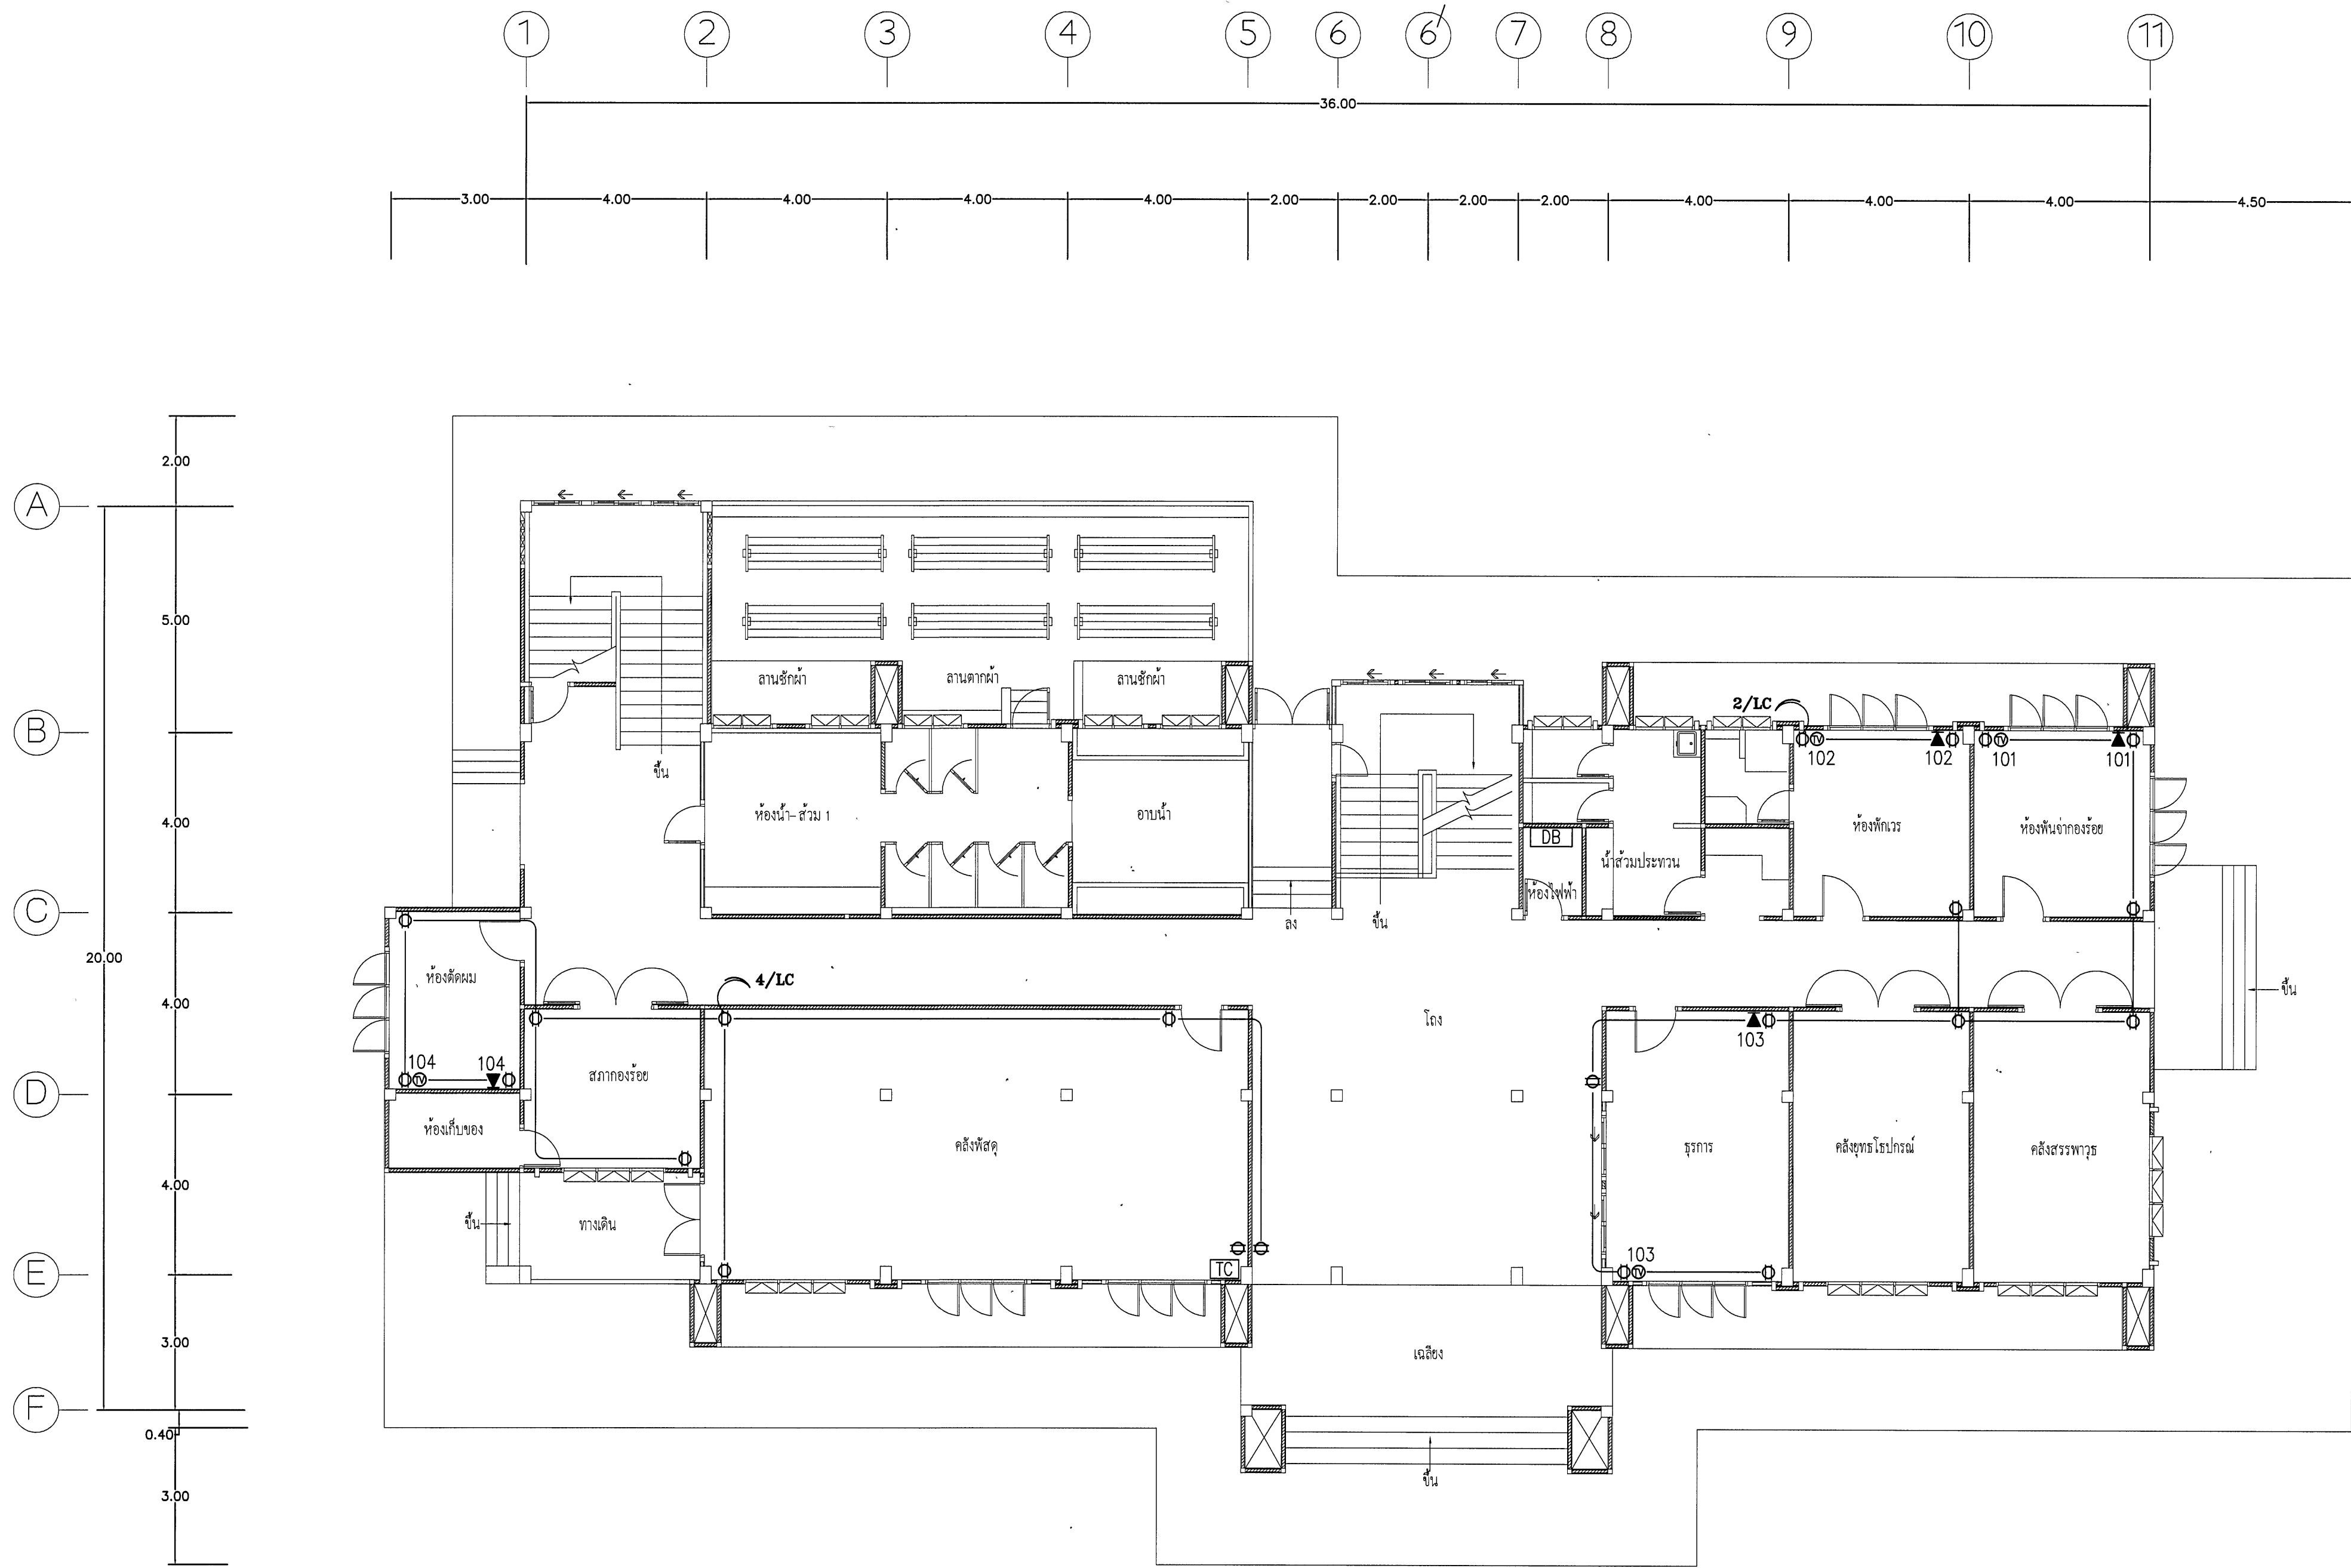 1 2 3 4 5 6 6′ 7 8 9 10 11
36.00
3.00 4.00 4.00 4.00 4.00 2.00 2.00 2.00 2.00 4.00 4.00 4.00 4.50
2.00
A
5.00
ลานซักผ้า ลานตากผ้า ลานซักผ้า
2/LC
B
102 102 101 101
ขึ้น
4.00
ห้องน้ำ-ส้วม 1 อาบน้ำ ห้องพักเวร ห้องพันจ่ากองร้อย
DB
น้ำส้วมประทวน
ห้องไฟฟ้า
C
ลง ขึ้น
20.00
ห้องตัดผม
4/LC
4.00
ขึ้น
โถง
103
104 104
สภากองร้อย
TV
D
ห้องเก็บของ
คลังพัสดุ ธุรการ คลังยุทธโธปกรณ์ คลังสรรพาวุธ
4.00
ขึ้น ทางเดิน
103
TC TV
E
3.00
เฉลียง
F
0.40
ขึ้น
3.00